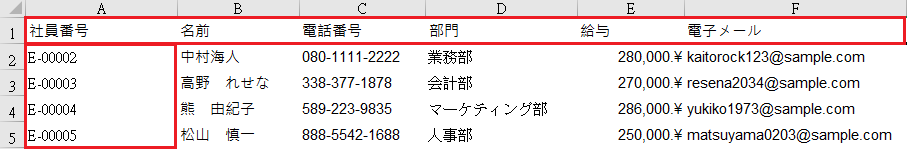 A B C D E F
1 社員番号 名前 電話番号 部門 給与 電子メール
2 E-00002 中村海人 080-1111-2222 業務部 280,000.¥ kaitorock123@sample.com
3 E-00003 高野　れせな 338-377-1878 会計部 270,000.¥ resena2034@sample.com
4 E-00004 熊　由紀子 589-223-9835 マーケティング部 286,000.¥ yukiko1973@sample.com
5 E-00005 松山　慎一 888-5542-1688 人事部 250,000.¥ matsuyama0203@sample.com